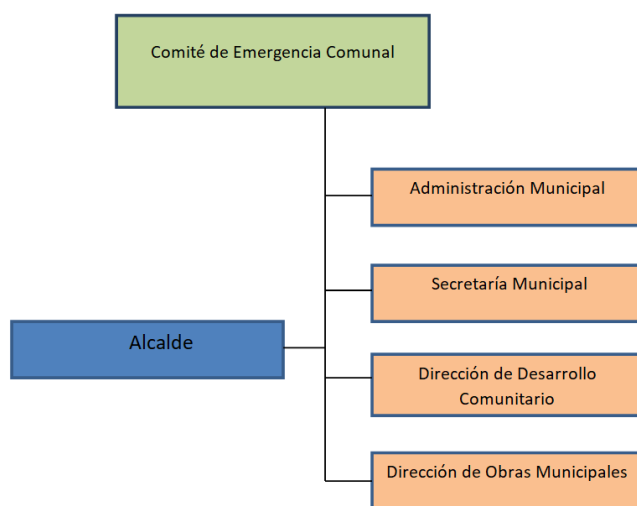 Comité de Emergencia Comunal
Administración Municipal
Secretaría Municipal
Alcalde
Dirección de Desarrollo
Comunitario
Dirección de Obras Municipales